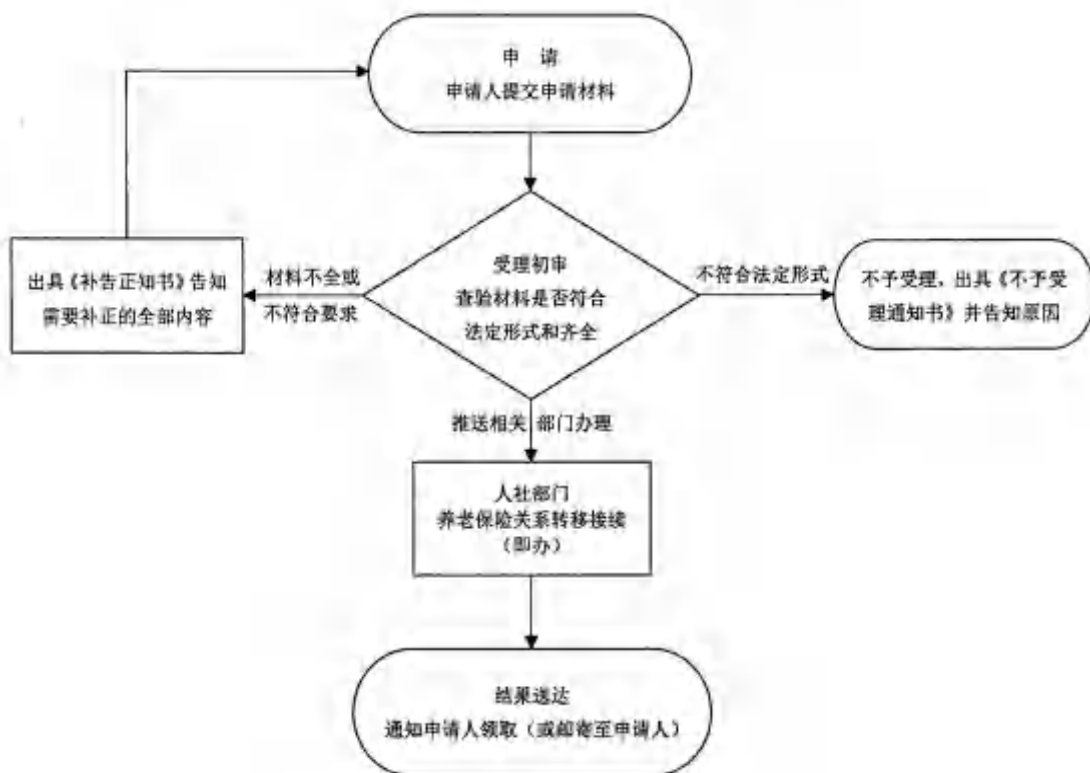 申 请
申请人提交申请材料
出具《补告正知书》告知
需要补正的全部内容
材料不全或
不符合要求
受理初审
查验材料是否符合
法定形式和齐全
不符合法定形式
不予受理，出具《不予受
理通知书》并告知原因
推送相关 部门办理
人社部门
养老保险关系转移接续
（即办）
结果送达
通知申请人领取（或邮寄至申请人）